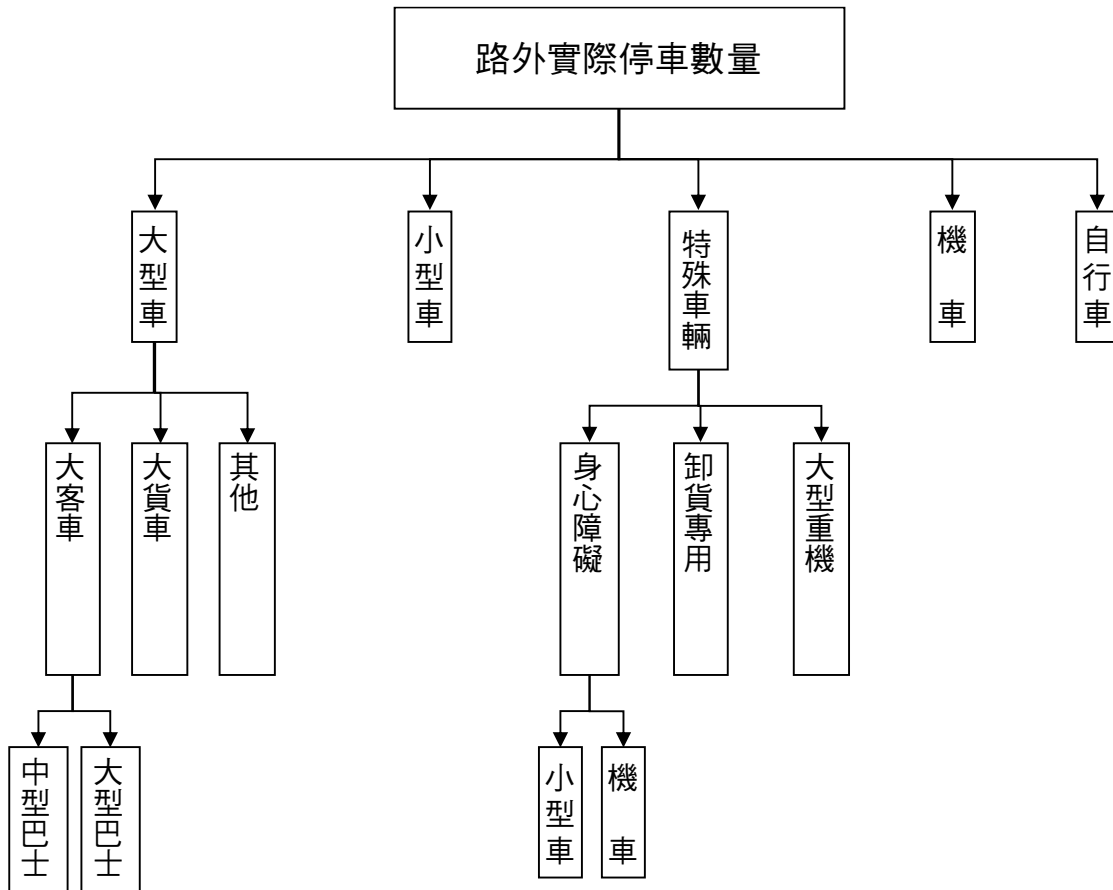 路外實際停車數量
大型車
小型車
特殊車輛
機車
自行車
大客車
大貨車
其他
身心障礙
卸貨專用
大型重機
中型巴士
大型巴士
小型車
機車